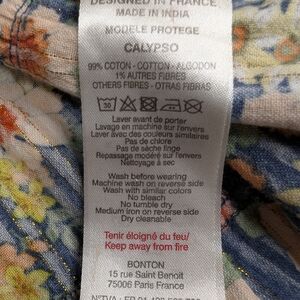 DESIGNED IN FRANCE
MADE IN INDIA
MODELE PROTEGE
CALYPSO
99% COTON - COTTON - ALGODON
1% AUTRES FIBRES
OTHERS FIBRES - OTRAS FIBRAS
30
Laver avant de porter
Lavage en machine sur l'envers
Laver avec des couleurs similaires
Pas de chlore
Pas de sèche linge
Repassage modéré sur l'envers
Nettoyage à sec
Wash before wearing
Machine wash on reverse side
Wash with similar colors
No bleach
No tumble dry
Medium iron on reverse side
Dry cleanable
Tenir éloigné du feu/
Keep away from fire
BONTON
15 rue Saint Benoit
75006 Paris FRANCE
N°TVA : FR